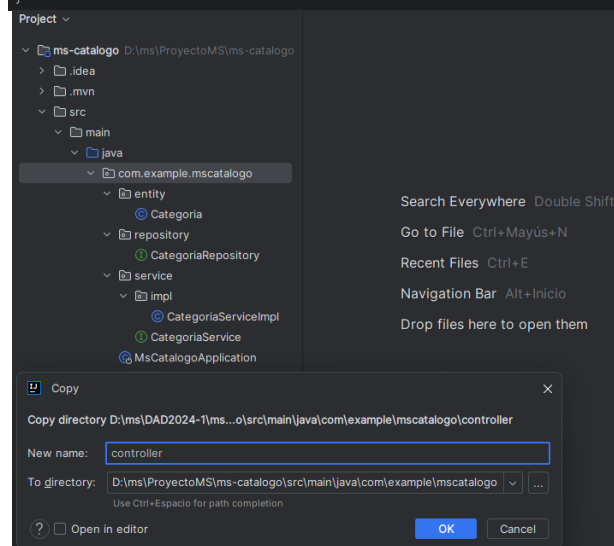 Project
ms-catalogo D:\ms\ProyectoMS\ms-catalogo
.idea
.mvn
src
main
java
com.example.mscatalogo
entity
Categoria
repository
CategoriaRepository
service
impl
CategoriaServiceImpl
CategoriaService
MsCatalogoApplication
Search Everywhere Double Shift
Go to File Ctrl+Mayús+N
Recent Files Ctrl+E
Navigation Bar Alt+Inicio
Drop files here to open them
Copy
Copy directory D:\ms\DAD2024-1\ms...o\src\main\java\com\example\mscatalogo\controller
New name: controller
To directory: D:\ms\ProyectoMS\ms-catalogo\src\main\java\com\example\mscatalogo
Use Ctrl+Espacio for path completion
? Open in editor OK Cancel